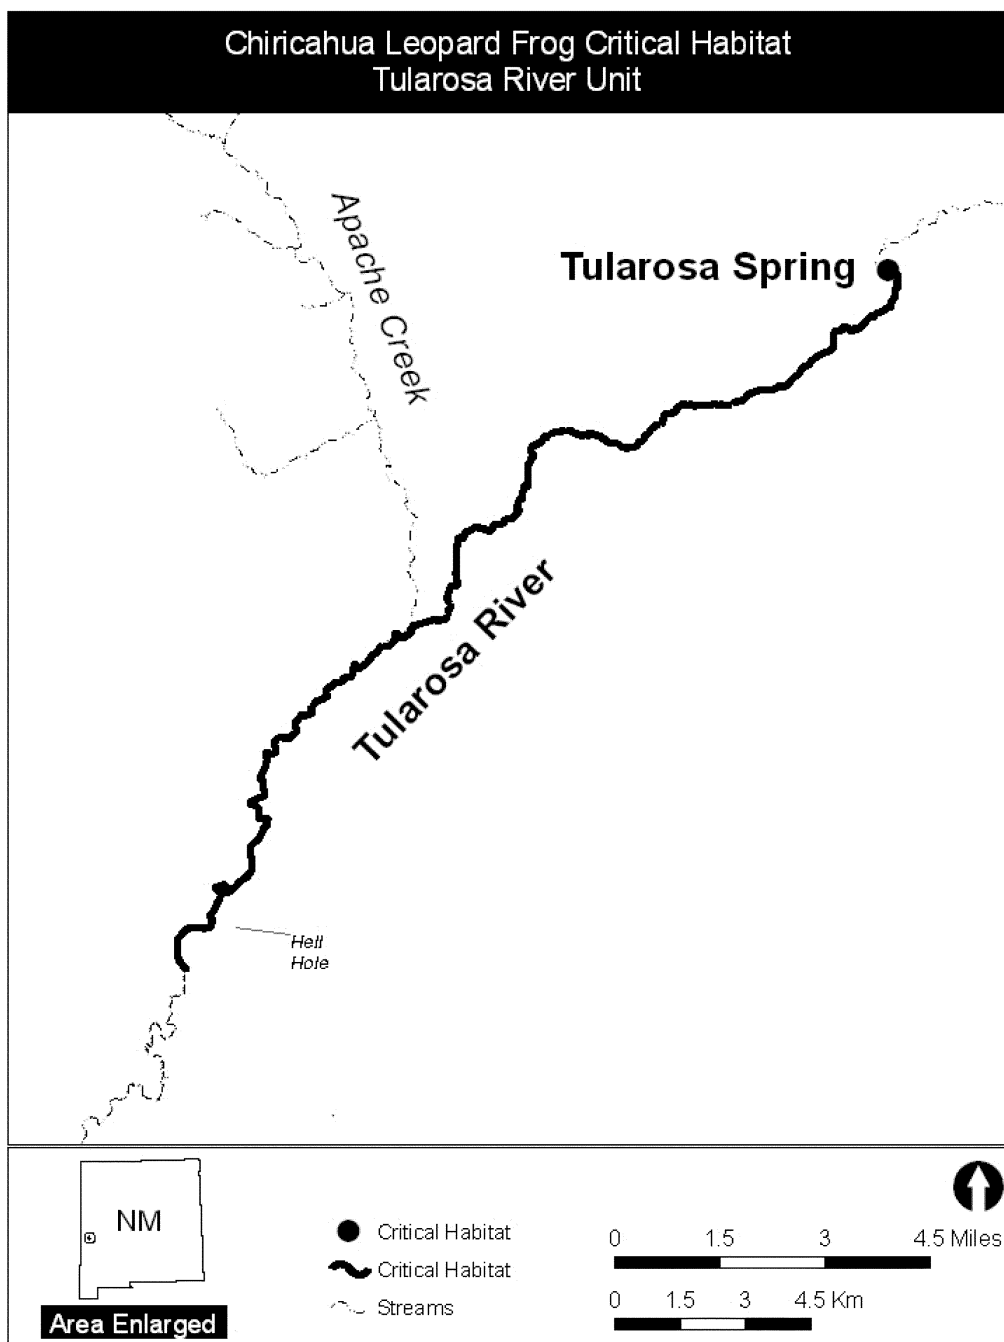 Chiricahua Leopard Frog Critical Habitat
Tularosa River Unit
Apache Creek
Tularosa Spring
Tularosa River
Hell
Hole
NM
Area Enlarged
Critical Habitat
Critical Habitat
Streams
0 1.5 3 4.5 Miles
0 1.5 3 4.5 Km